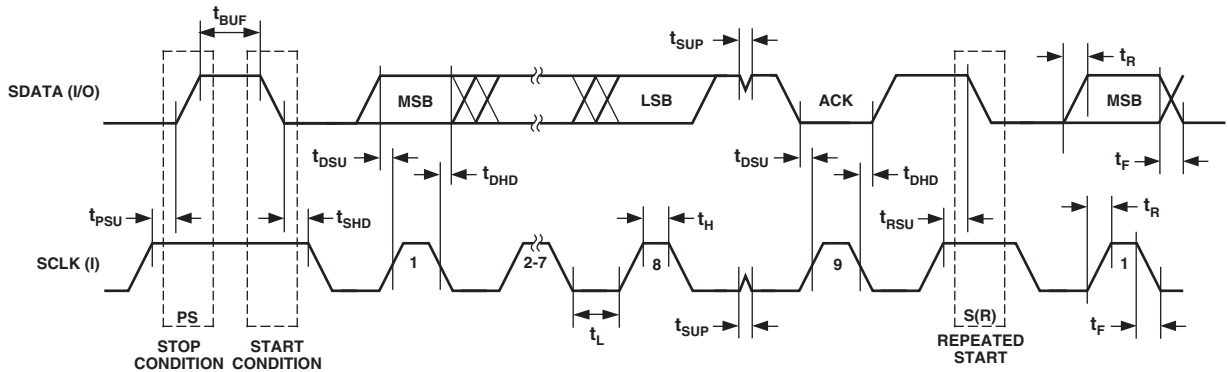 tBUF
tSUP
SDATA (I/O)
MSB
LSB
ACK
MSB
tR
tDSU
tDHD
tDSU
tDHD
tF
tPSU
tSHD
tH
tRSU
tR
SCLK (I)
1
2-7
8
9
1
tL
tSUP
tF
PS
S(R)
STOP
CONDITION
START
CONDITION
REPEATED
START